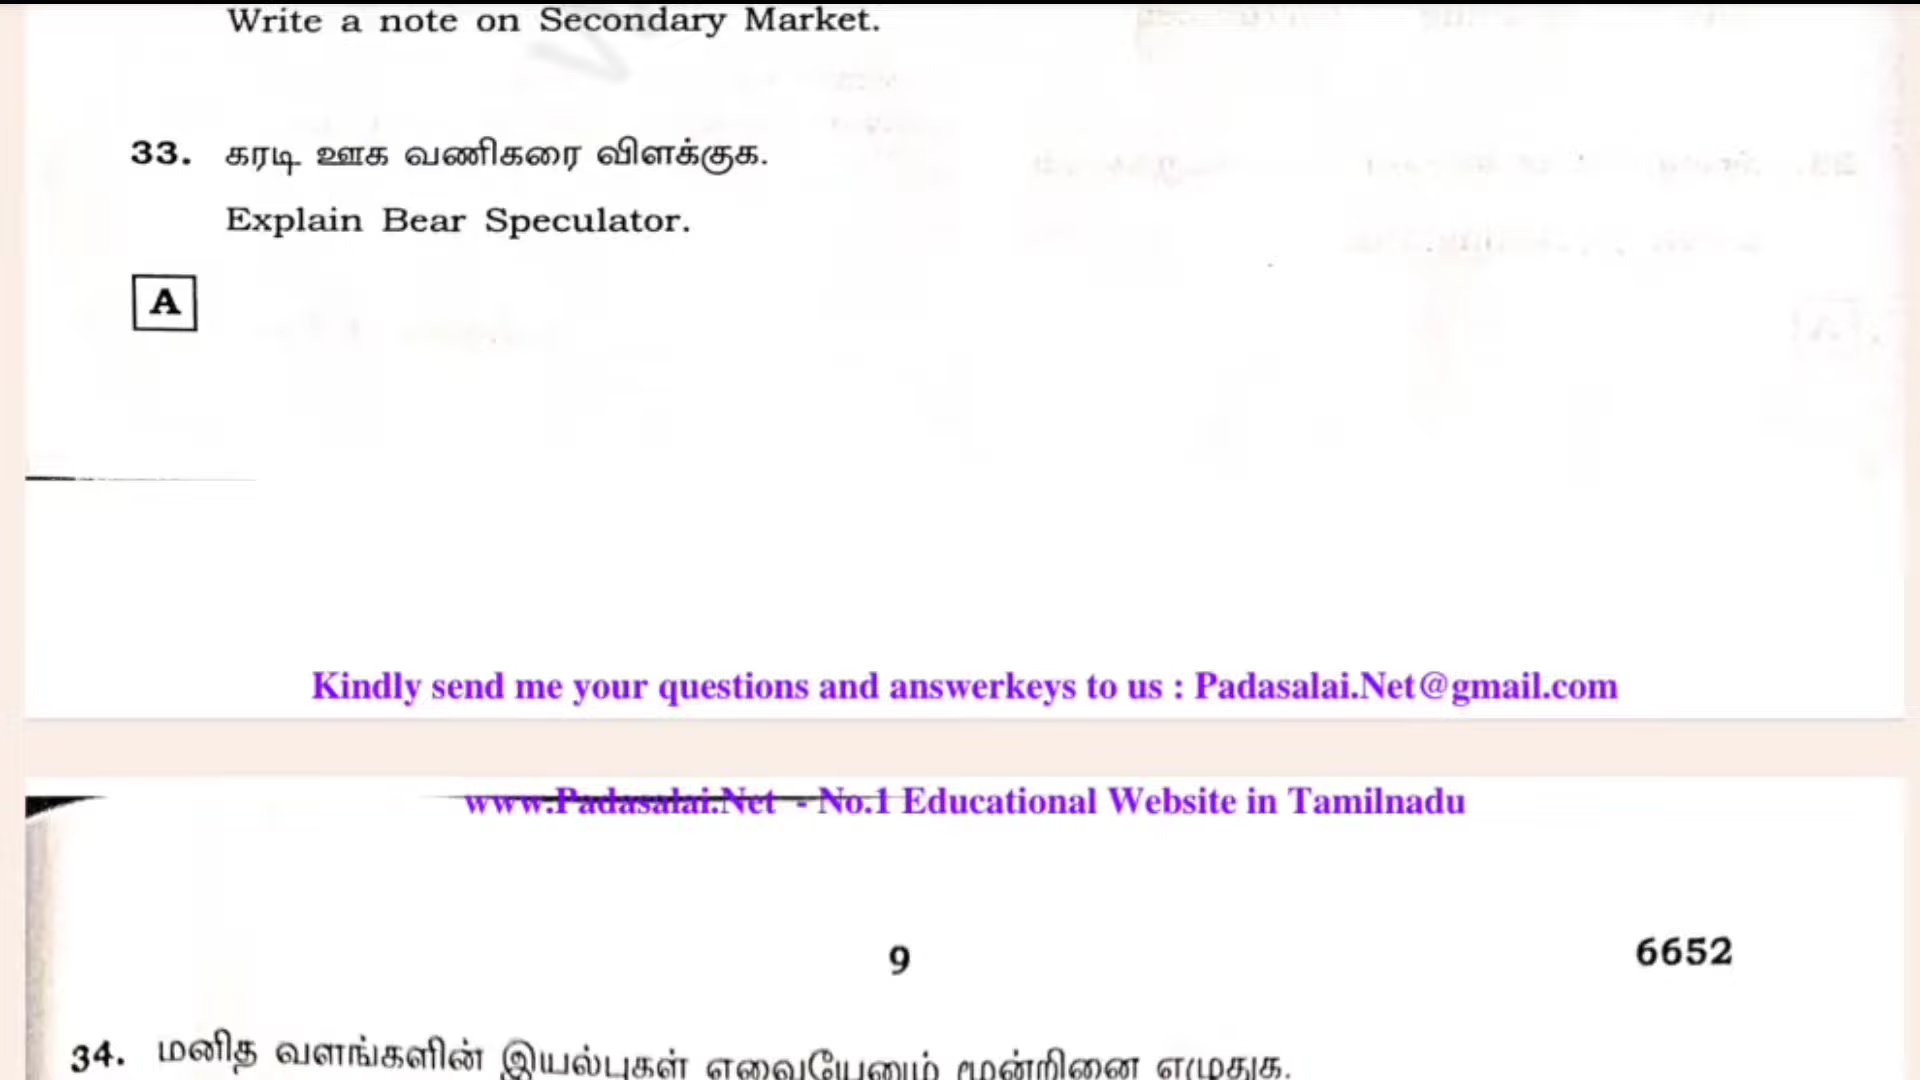 Write a note on Secondary Market.
33. கரடி ஊக வணிகரை விளக்குக.
Explain Bear Speculator.
A
Kindly send me your questions and answerkeys to us : Padasalai.Net@gmail.com
www.Padasalai.Net - No.1 Educational Website in Tamilnadu
9
6652
34. மனித வளங்களின் இயல்புகள் எவையேனும் மூன்றினை எழுதுக.